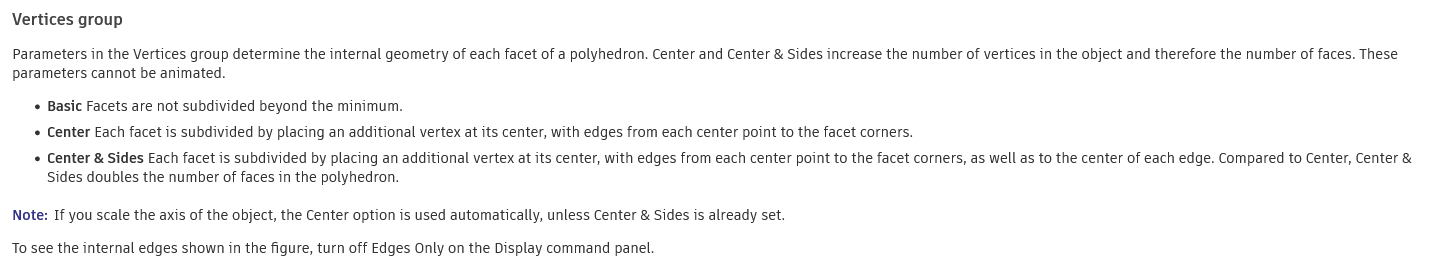 Vertices group
Parameters in the Vertices group determine the internal geometry of each facet of a polyhedron. Center and Center & Sides increase the number of vertices in the object and therefore the number of faces. These
parameters cannot be animated.
• Basic Facets are not subdivided beyond the minimum.
• Center Each facet is subdivided by placing an additional vertex at its center, with edges from each center point to the facet corners.
• Center & Sides Each facet is subdivided by placing an additional vertex at its center, with edges from each center point to the facet corners, as well as to the center of each edge. Compared to Center, Center &
Sides doubles the number of faces in the polyhedron.
Note: If you scale the axis of the object, the Center option is used automatically, unless Center & Sides is already set.
To see the internal edges shown in the figure, turn off Edges Only on the Display command panel.